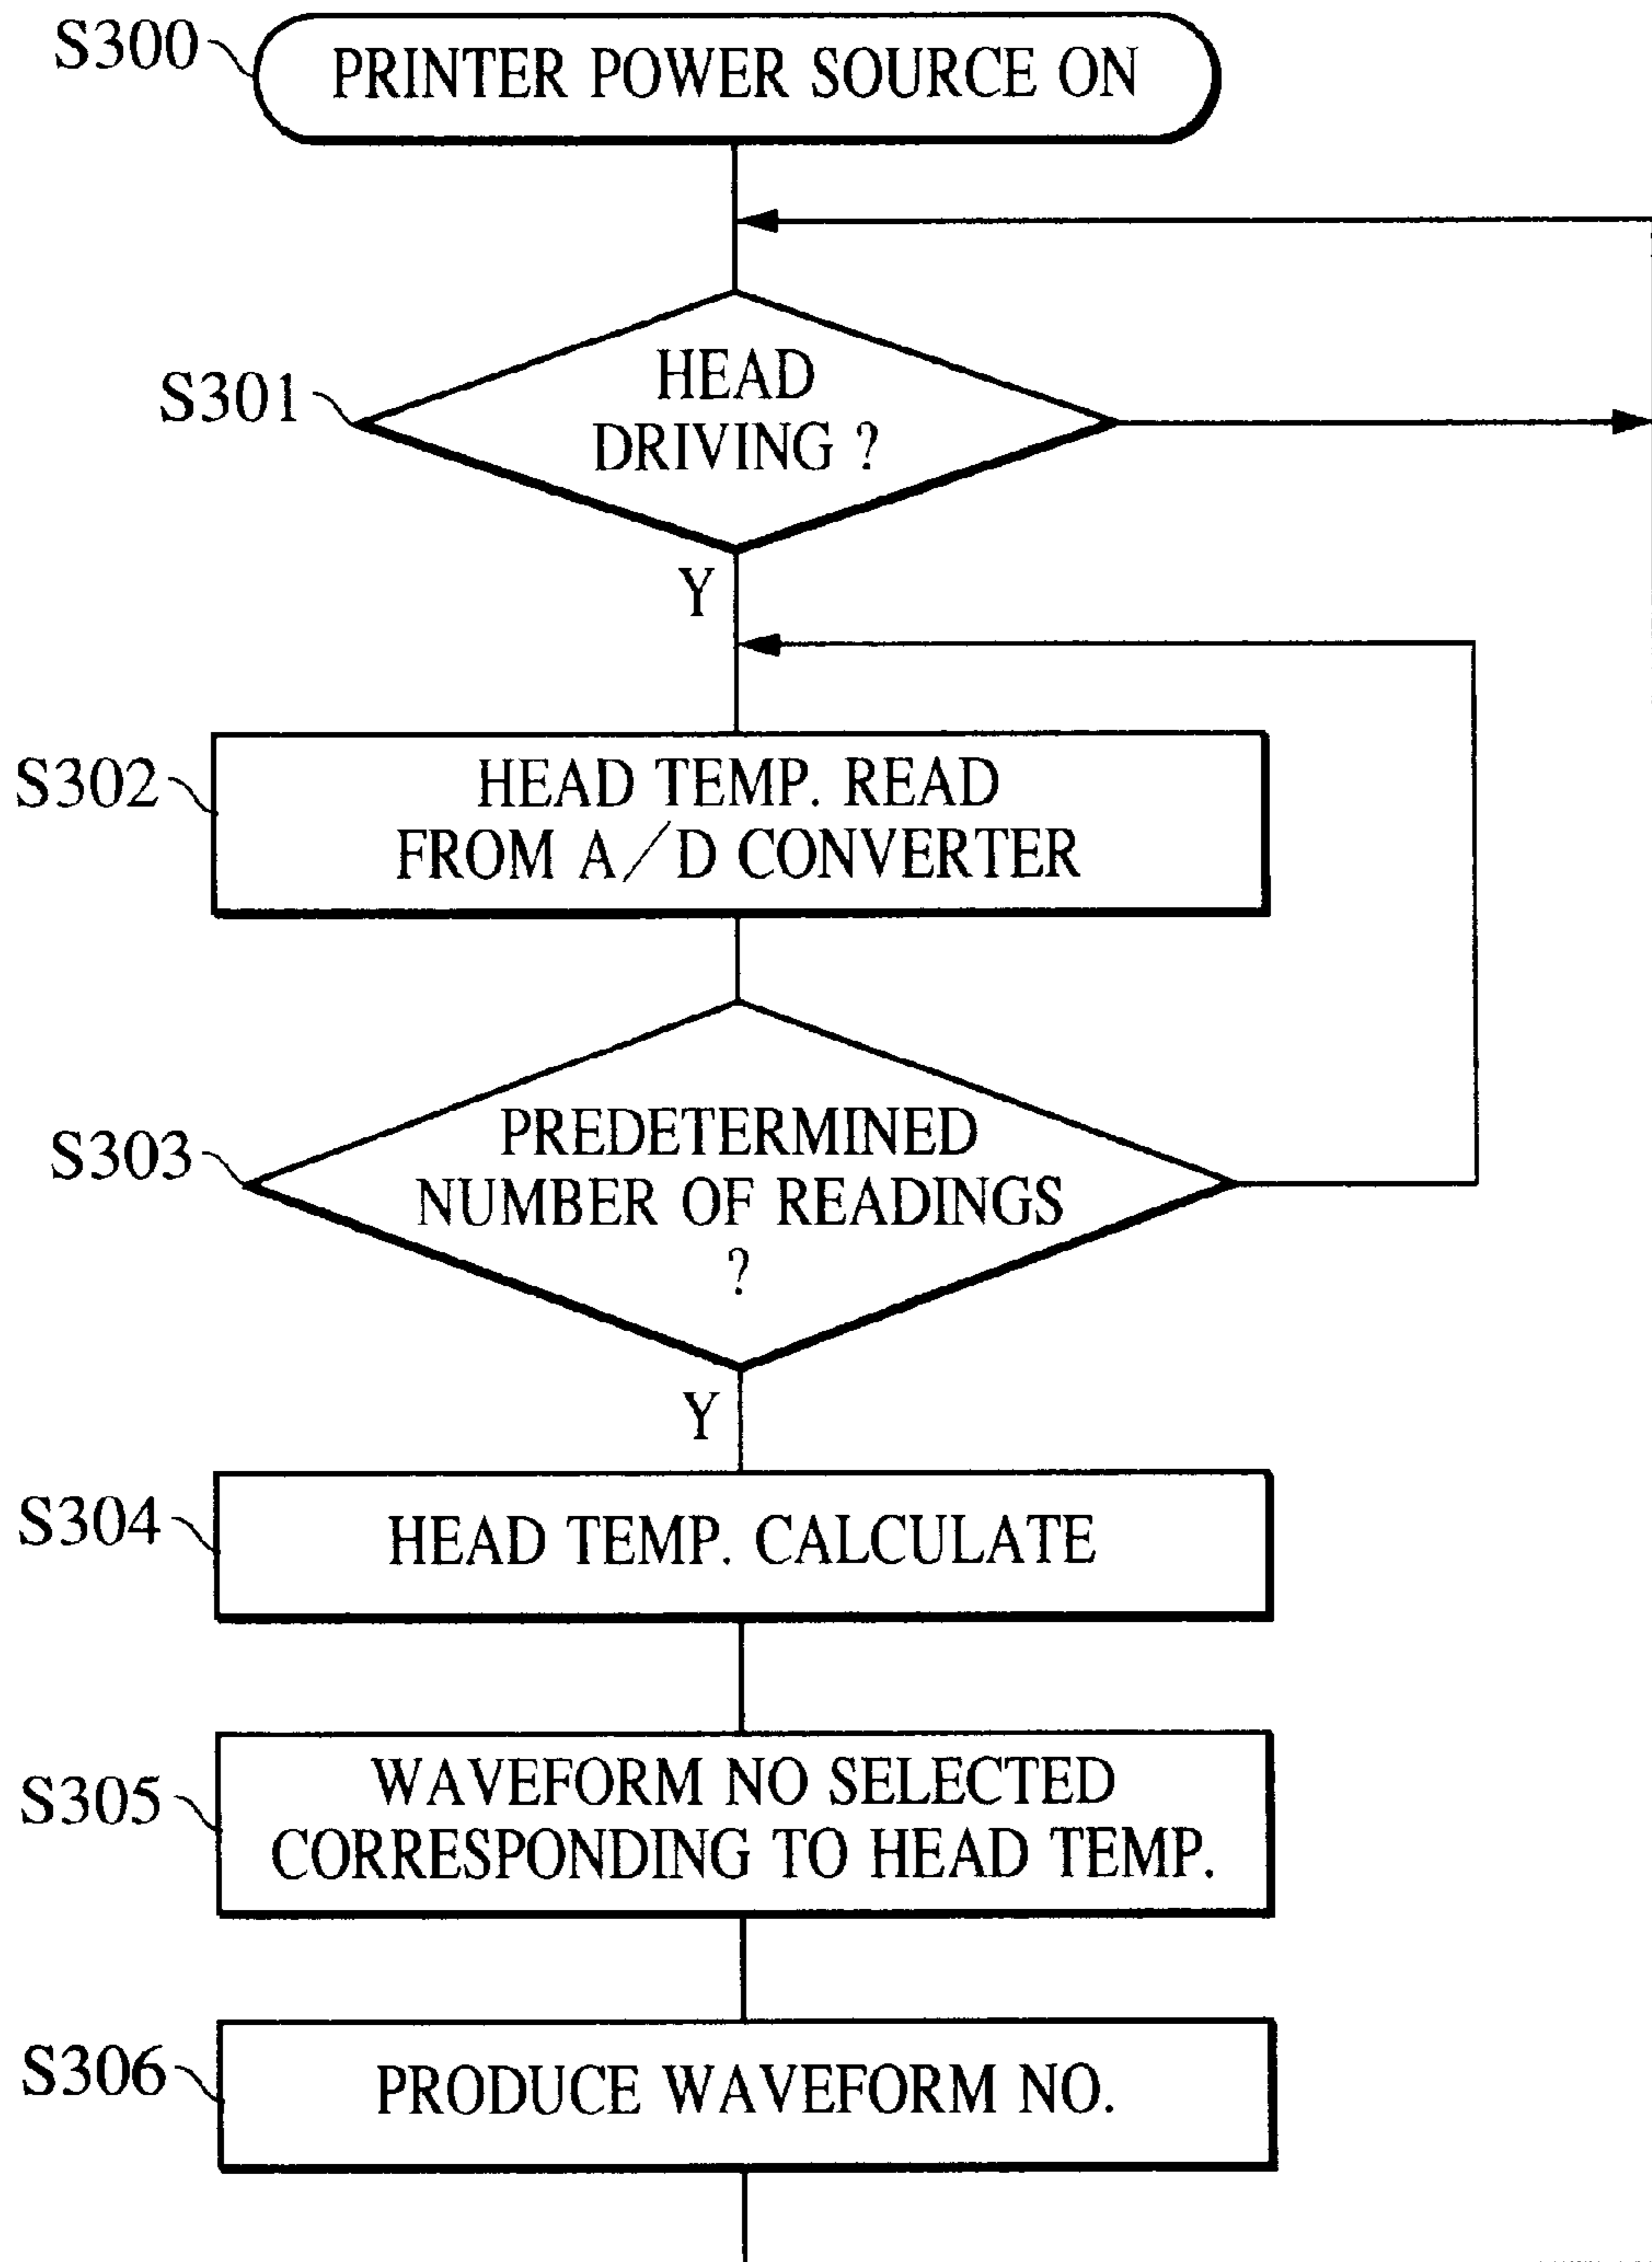 S300
PRINTER POWER SOURCE ON
S301
HEAD
DRIVING ?
Y
S302
HEAD TEMP. READ
FROM A/D CONVERTER
S303
PREDETERMINED
NUMBER OF READINGS
?
Y
S304
HEAD TEMP. CALCULATE
S305
WAVEFORM NO SELECTED
CORRESPONDING TO HEAD TEMP.
S306
PRODUCE WAVEFORM NO.